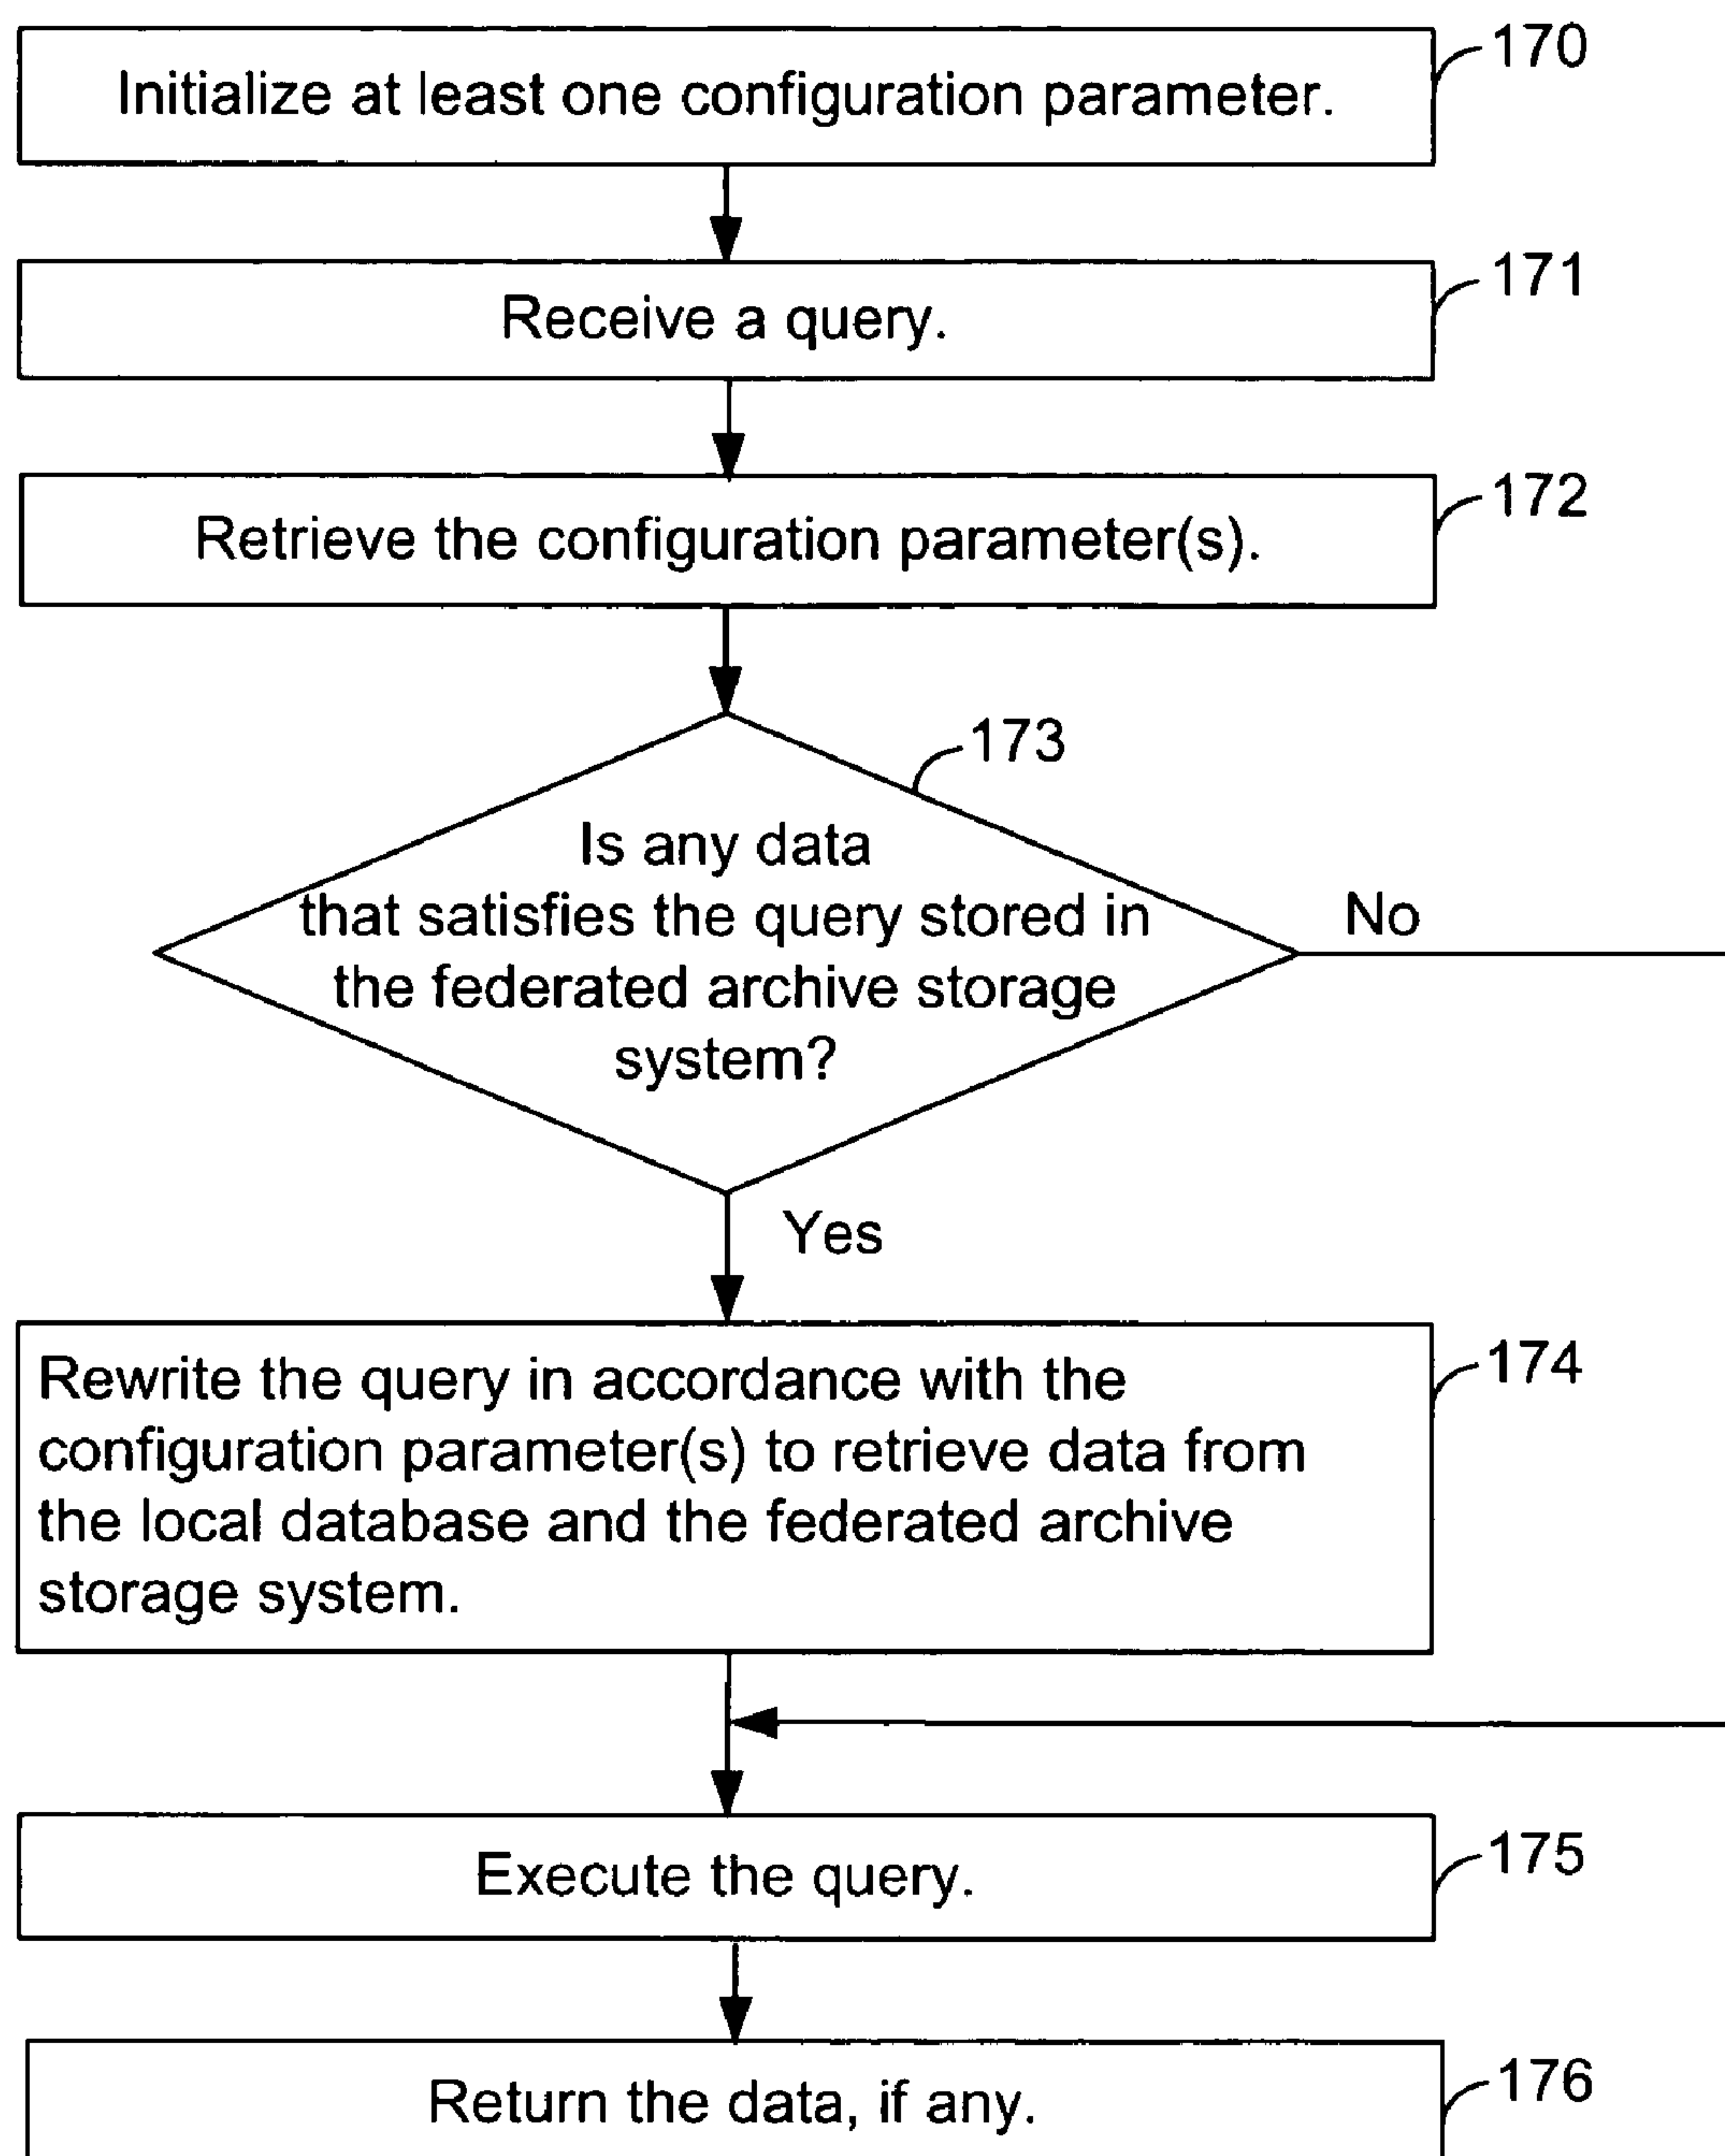 170
Initialize at least one configuration parameter.
171
Receive a query.
172
Retrieve the configuration parameter(s).
173
Is any data
that satisfies the query stored in
the federated archive storage
system?
No
Yes
174
Rewrite the query in accordance with the
configuration parameter(s) to retrieve data from
the local database and the federated archive
storage system.
175
Execute the query.
176
Return the data, if any.